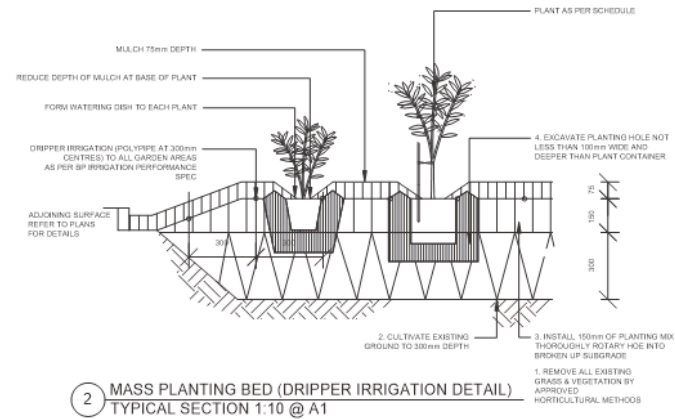 PLANT AS PER SCHEDULE
MULCH 75mm DEPTH
REDUCE DEPTH OF MULCH AT BASE OF PLANT
FORM WATERING DISH TO EACH PLANT
DRIPPER IRRIGATION (POLYPIPE AT 300mm
CENTRES) TO ALL GARDEN AREAS
AS PER BP IRRIGATION PERFORMANCE
SPEC
4. EXCAVATE PLANTING HOLE NOT
LESS THAN 100mm WIDE AND
DEEPER THAN PLANT CONTAINER
ADJOINING SURFACE
REFER TO PLANS
FOR DETAILS
75
150
300
300
300
2. CULTIVATE EXISTING
GROUND TO 300mm DEPTH
3. INSTALL 150mm OF PLANTING MIX
THOROUGHLY ROTARY HOE INTO
BROKEN UP SUBGRADE
1. REMOVE ALL EXISTING
GRASS & VEGETATION BY
APPROVED
HORTICULTURAL METHODS
2
MASS PLANTING BED (DRIPPER IRRIGATION DETAIL)
TYPICAL SECTION 1:10 @ A1